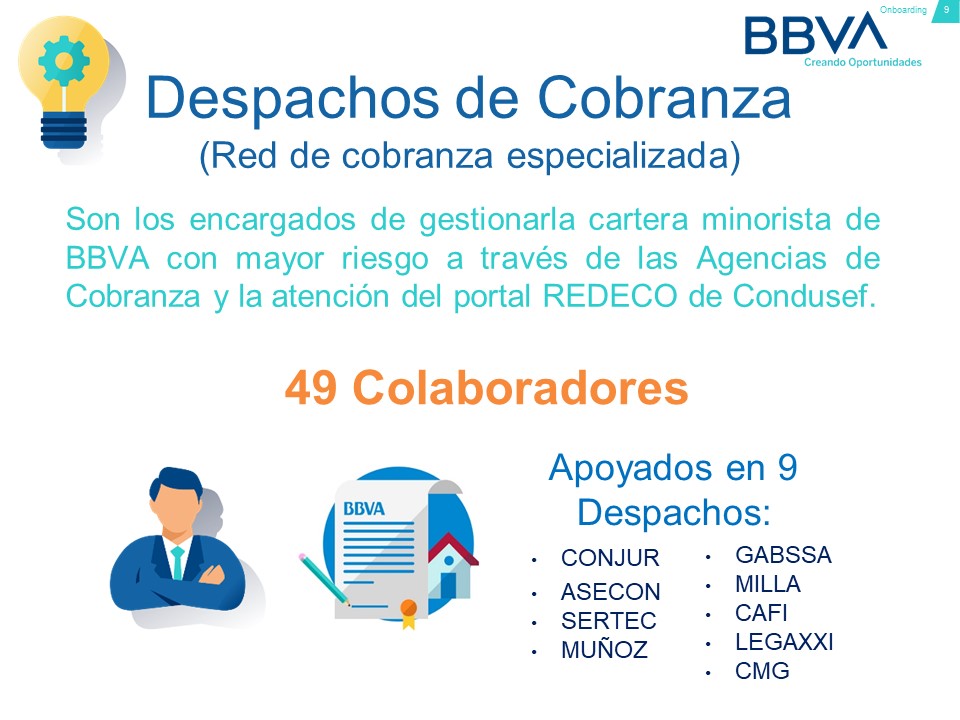 Onboarding 9
BBVA
Creando Oportunidades
Despachos de Cobranza
(Red de cobranza especializada)
Son los encargados de gestionarla cartera minorista de
BBVA con mayor riesgo a través de las Agencias de
Cobranza y la atención del portal REDECO de Condusef.
49 Colaboradores
BBVA
Apoyados en 9
Despachos:
• CONJUR
• ASECON
• SERTEC
• MUÑOZ
• GABSSA
• MILLA
• CAFI
• LEGAXXI
• CMG